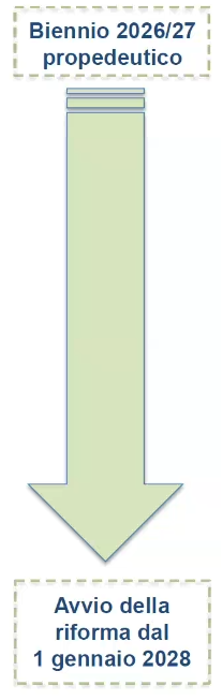 Biennio 2026/27
propedeutico
Avvio della
riforma dal
1 gennaio 2028